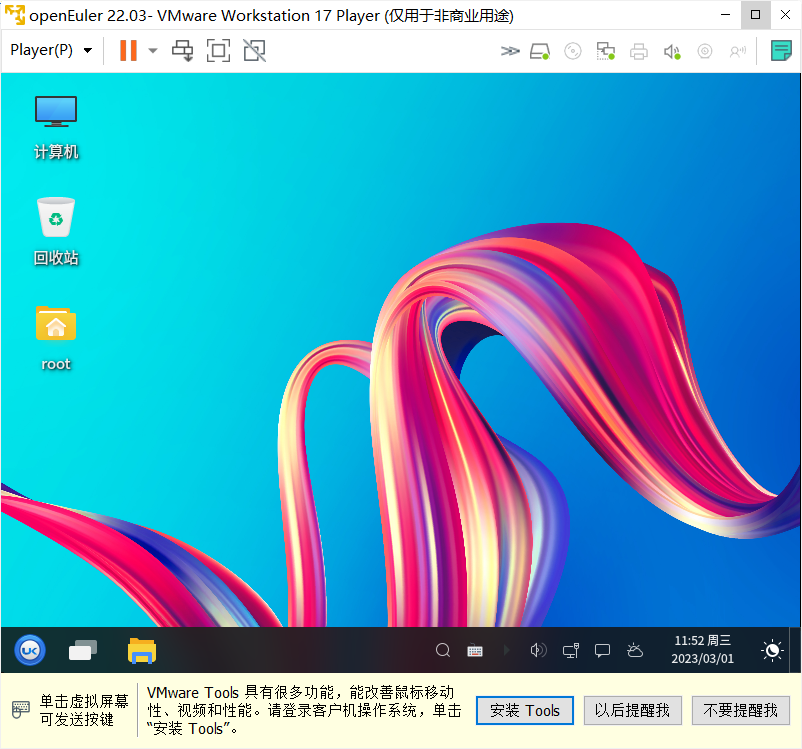 openEuler 22.03- VMware Workstation 17 Player (仅用于非商业用途)
Player(P)
计算机
回收站
root
UK
11:52 周三
2023/03/01
单击虚拟屏幕
可发送按键
VMware Tools 具有很多功能，能改善鼠标移动
性、视频和性能。请登录客户机操作系统，单击
“安装 Tools”。
安装 Tools
以后提醒我
不要提醒我